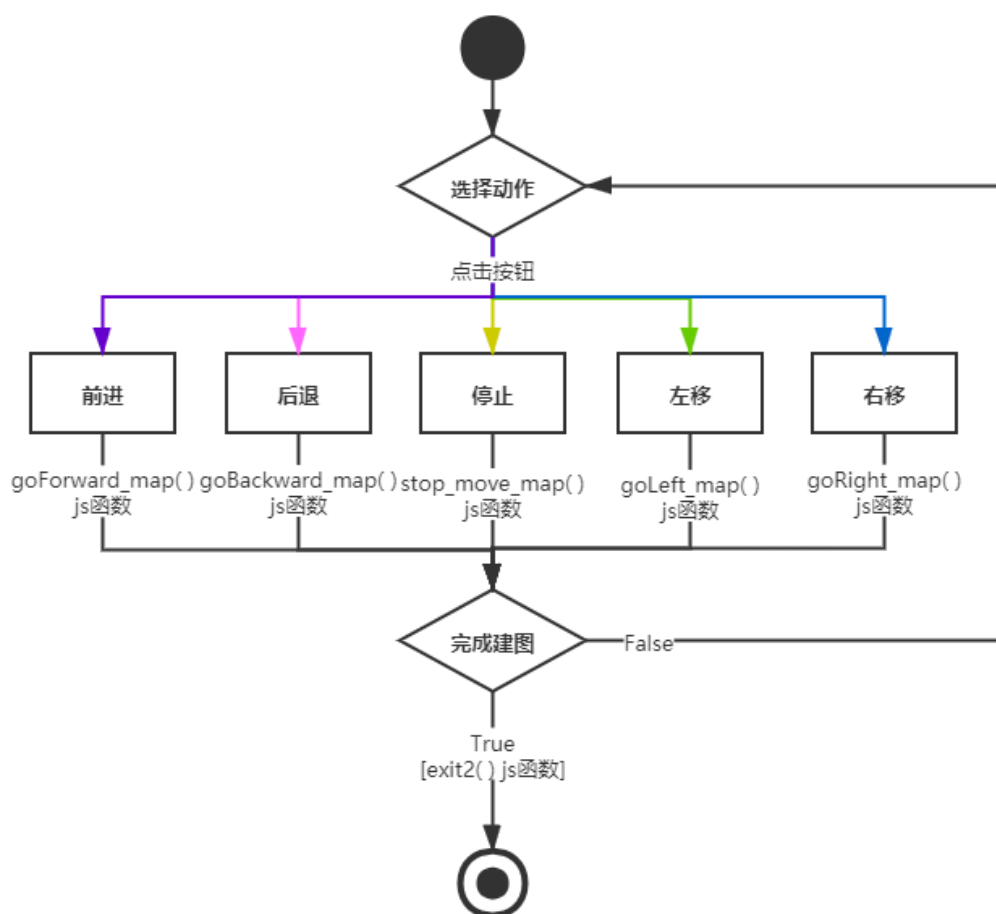 选择动作
点击按钮
前进
后退
停止
左移
右移
goForward_map( )
js函数
goBackward_map( )
js函数
stop_move_map( )
js函数
goLeft_map( )
js函数
goRight_map( )
js函数
完成建图
False
True
[exit2( ) js函数]